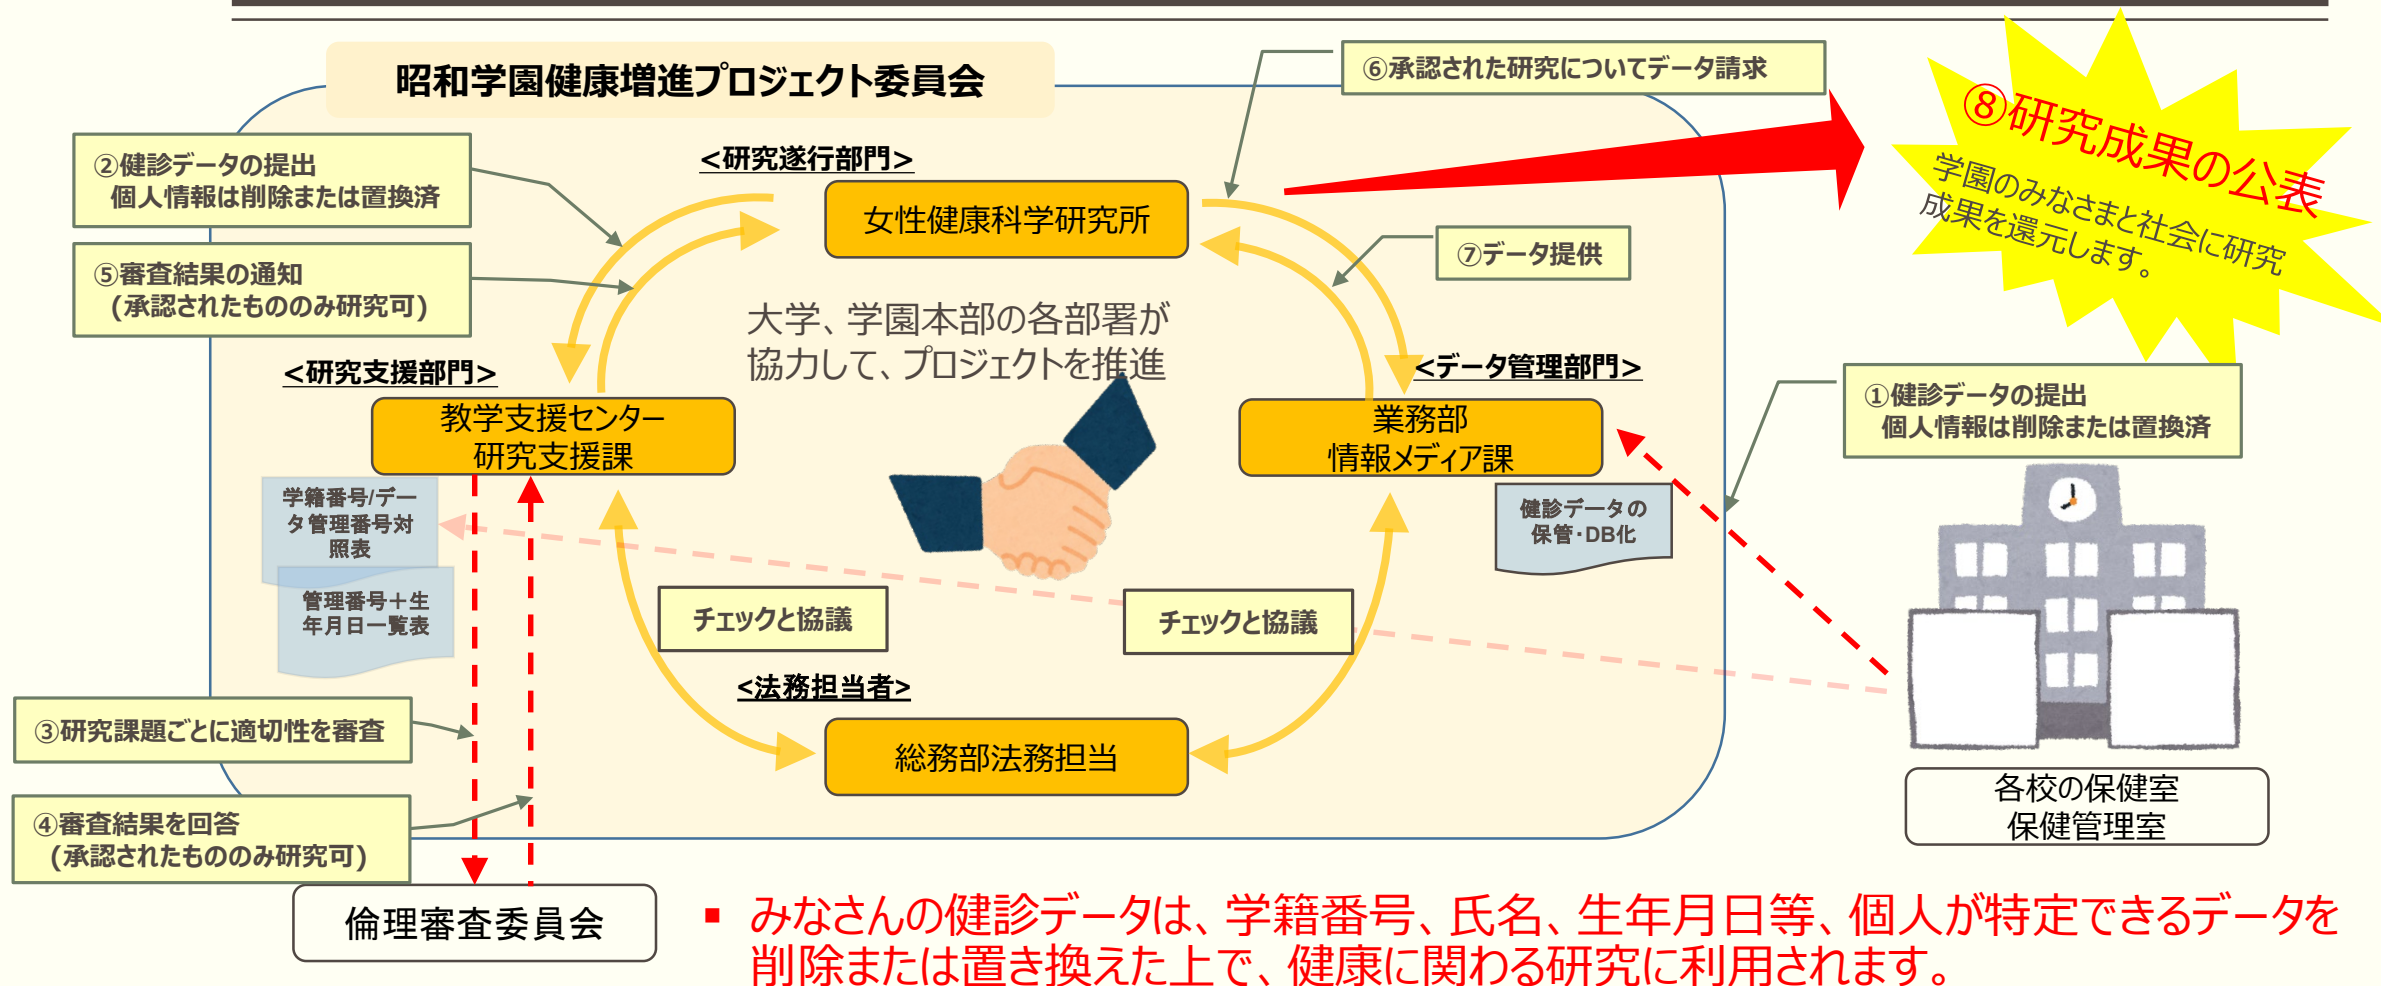 昭和学園健康増進プロジェクト委員会
⑥承認された研究についてデータ請求
⑧研究成果の公表
学園のみなさまと社会に研究
成果を還元します。
②健診データの提出
個人情報は削除または置換済
<研究遂行部門>
女性健康科学研究所
⑦データ提供
⑤審査結果の通知
(承認されたもののみ研究可)
大学、学園本部の各部署が
協力して、プロジェクトを推進
<研究支援部門>
<データ管理部門>
①健診データの提出
個人情報は削除または置換済
教学支援センター
研究支援課
業務部
情報メディア課
学籍番号/デー
タ管理番号対
照表
健診データの
保管・DB化
管理番号＋生
年月日一覧表
チェックと協議
チェックと協議
<法務担当者>
③研究課題ごとに適切性を審査
総務部法務担当
各校の保健室
保健管理室
④審査結果を回答
(承認されたもののみ研究可)
倫理審査委員会
▪ みなさんの健診データは、学籍番号、氏名、生年月日等、個人が特定できるデータを
削除または置き換えた上で、健康に関わる研究に利用されます。